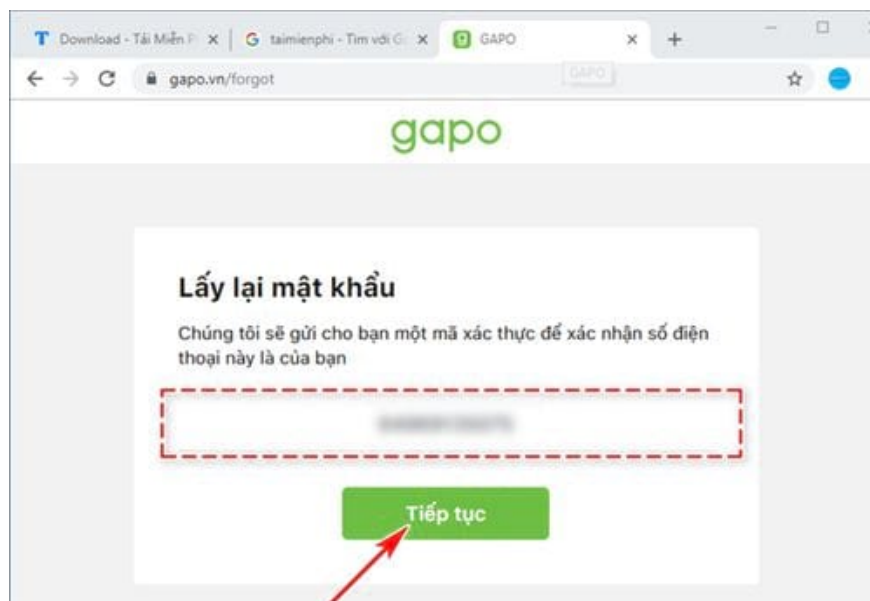 Download - Tải Miễn P
taimienphi - Tìm với G
GAPO
gapo.vn/forgot
GAPO
gapo
Lấy lại mật khẩu
Chúng tôi sẽ gửi cho bạn một mã xác thực để xác nhận số điện
thoại này là của bạn
Tiếp tục